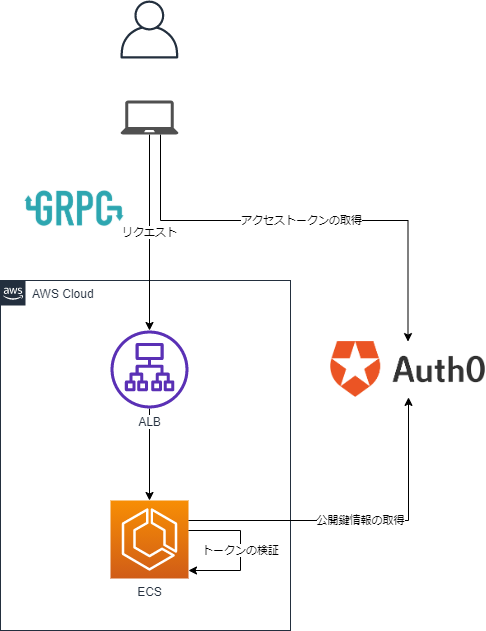 GRPC
リクエスト
アクセストークンの取得
aws
AWS Cloud
Auth0
ALB
公開鍵情報の取得
トークンの検証
ECS